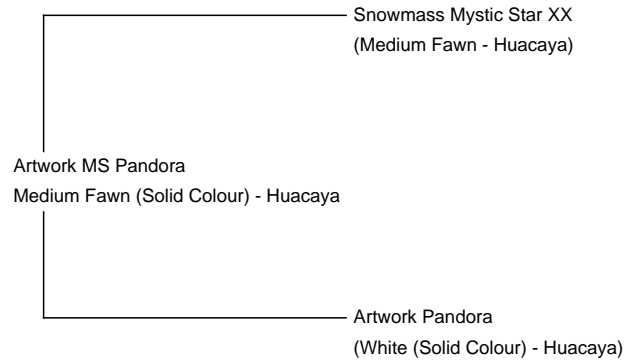 Snowmass Mystic Star XX
(Medium Fawn - Huacaya)
Artwork MS Pandora
Medium Fawn (Solid Colour) - Huacaya
Artwork Pandora
(White (Solid Colour) - Huacaya)